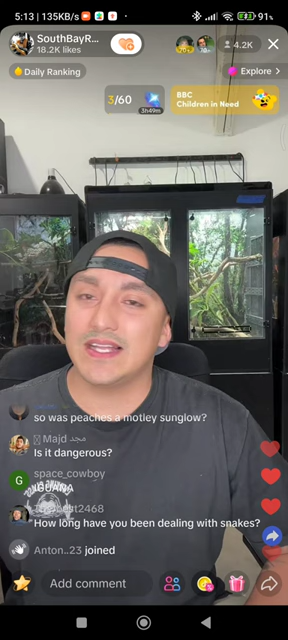 5:13 | 135KB/s
91%
SouthBayR...
18.2K likes
4.2K
Daily Ranking
Explore >
3/60
3h49m
BBC
Children in Need
so was peaches a motley sunglow?
Majd مجد
Is it dangerous?
G
space_cowboy
IGUANA
2468
How long have you been dealing with snakes?
Anton..23 joined
Add comment